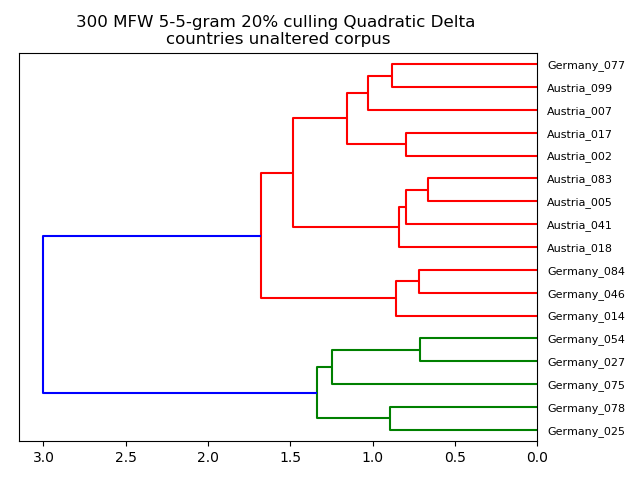 300 MFW 5-5-gram 20% culling Quadratic Delta
countries unaltered corpus
Germany_077
Austria_099
Austria_007
Austria_017
Austria_002
Austria_083
Austria_005
Austria_041
Austria_018
Germany_084
Germany_046
Germany_014
Germany_054
Germany_027
Germany_075
Germany_078
Germany_025
3.0 2.5 2.0 1.5 1.0 0.5 0.0